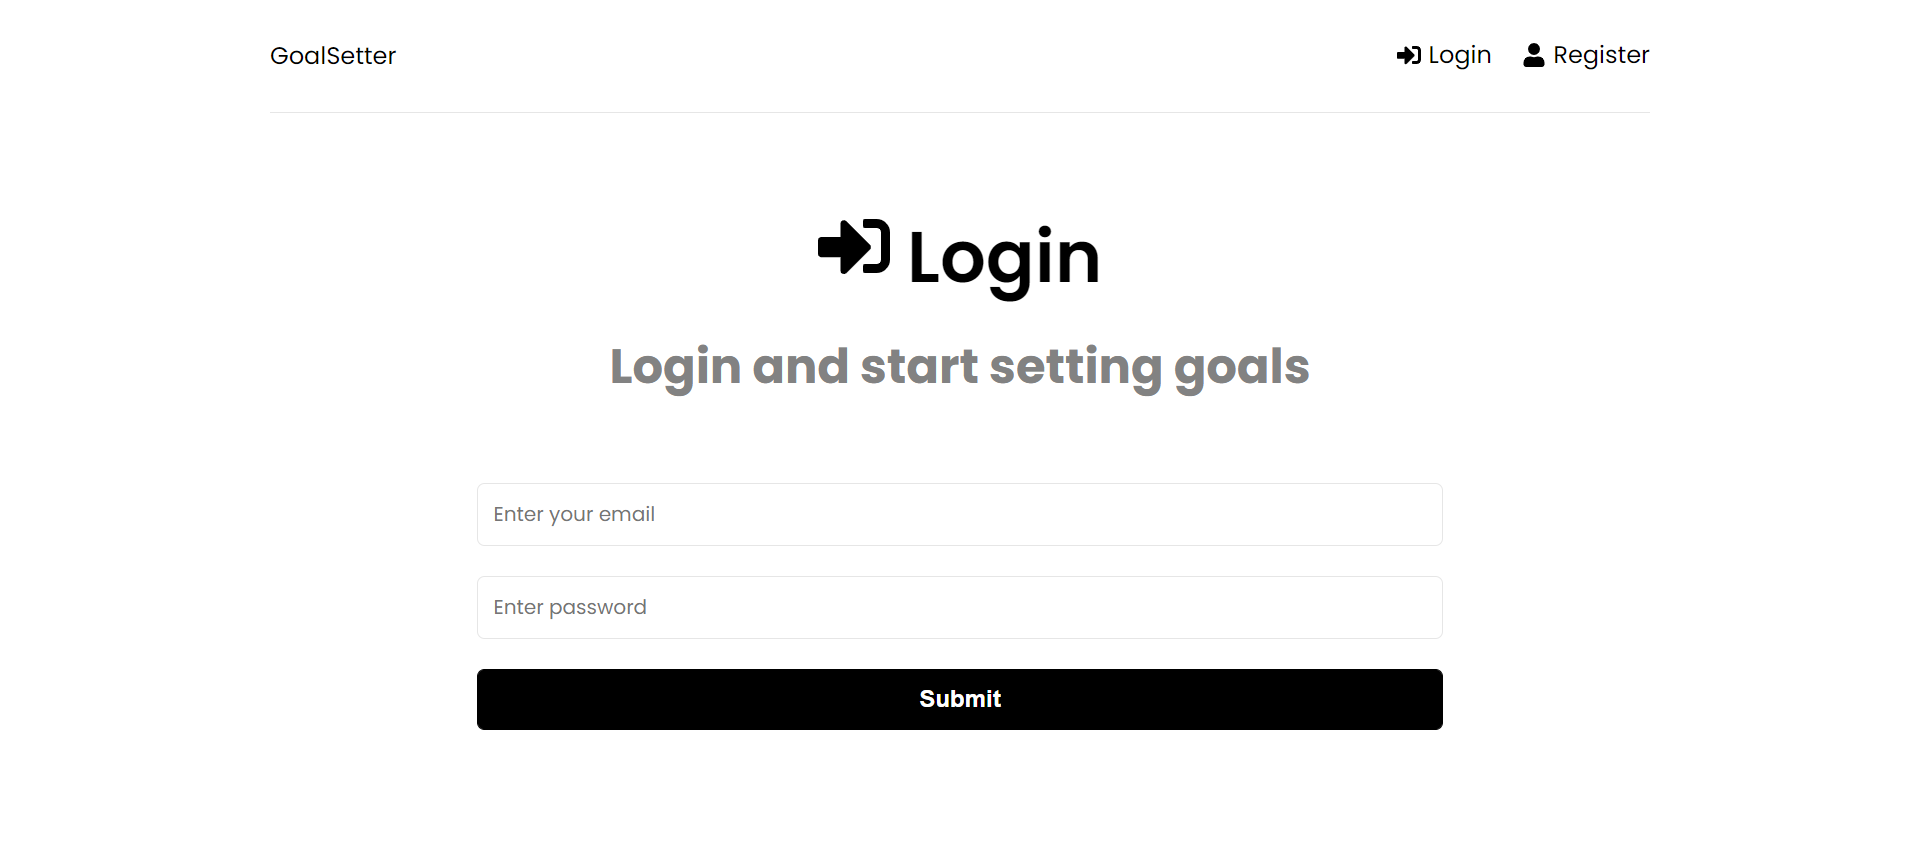 GoalSetter Login Register
Login
Login and start setting goals
Enter your email
Enter password
Submit